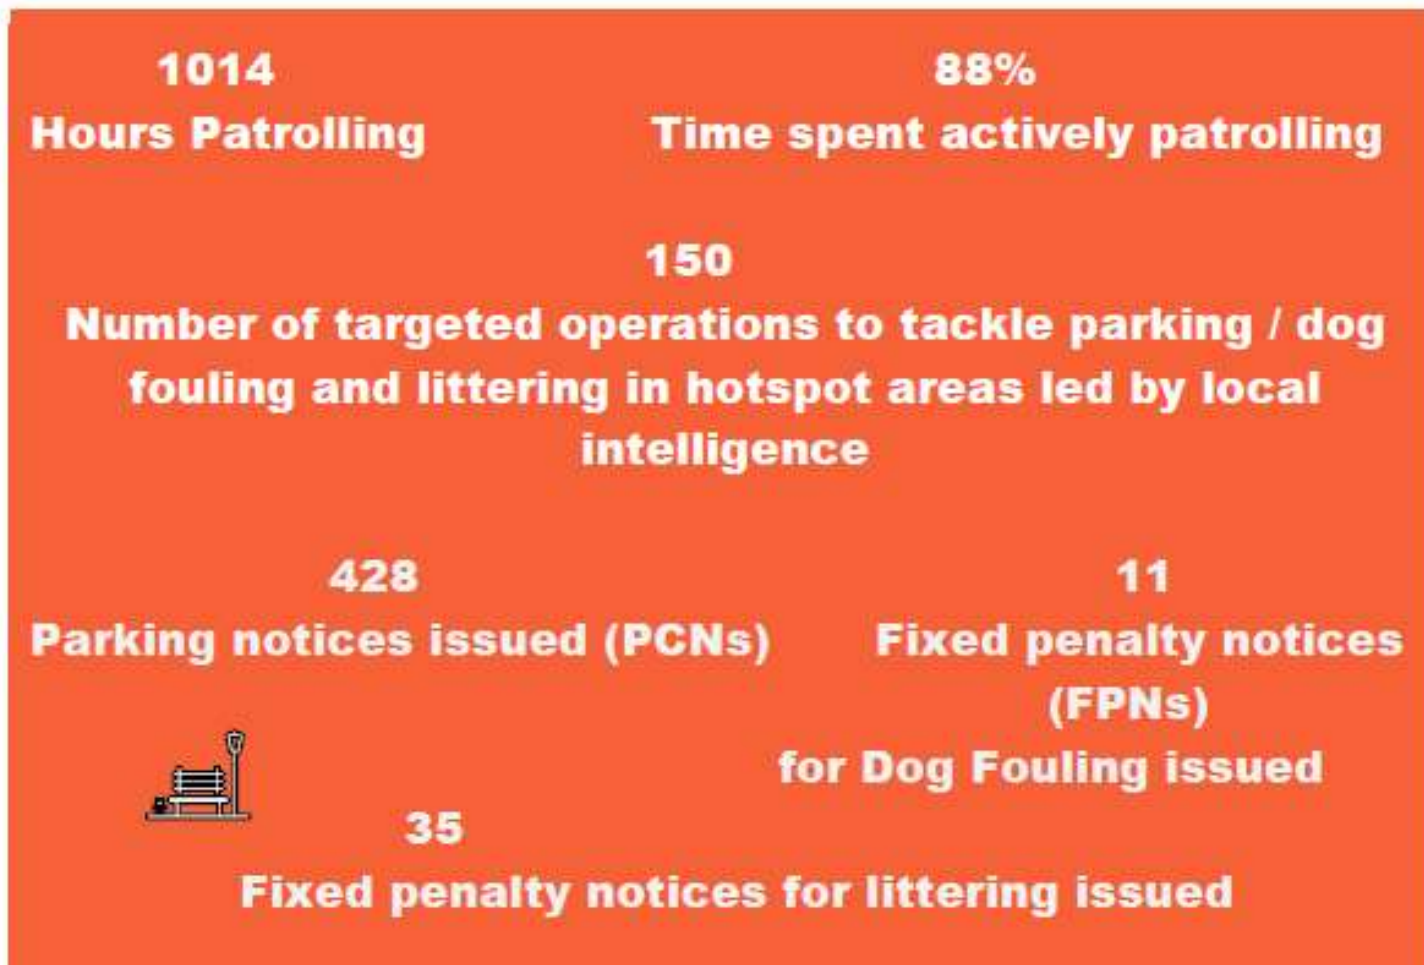 1014
Hours Patrolling
88%
Time spent actively patrolling
150
Number of targeted operations to tackle parking / dog
fouling and littering in hotspot areas led by local
intelligence
428
Parking notices issued (PCNs)
11
Fixed penalty notices
(FPNs)
for Dog Fouling issued
35
Fixed penalty notices for littering issued